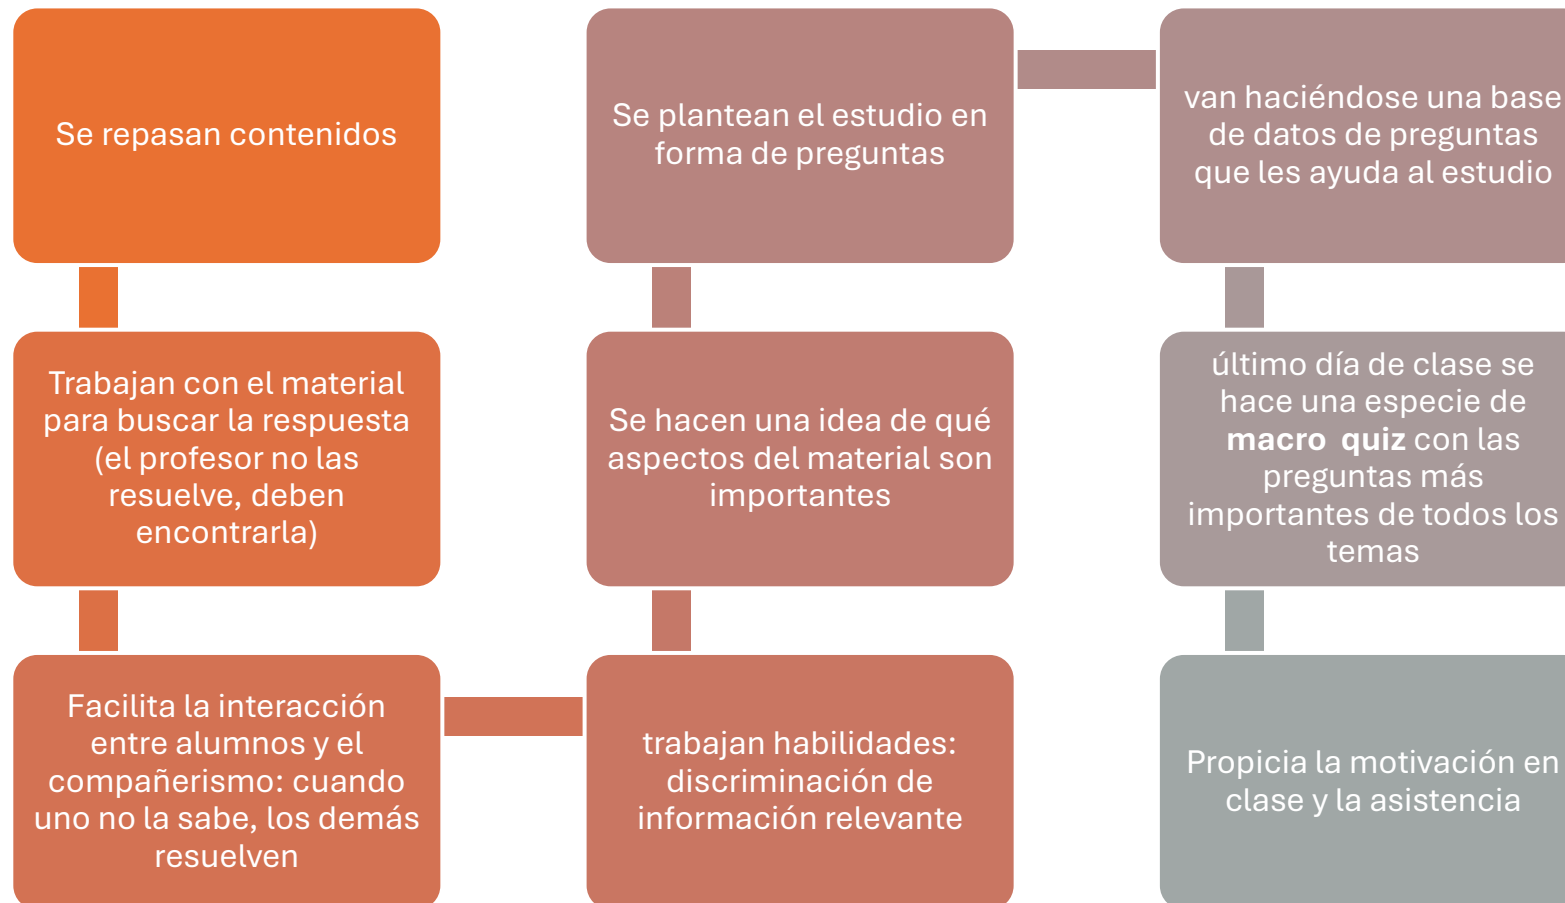 Se repasan contenidos
Trabajan con el material
para buscar la respuesta
(el profesor no las
resuelve, deben
encontrarla)
Facilita la interacción
entre alumnos y el
compañerismo: cuando
uno no la sabe, los demás
resuelven
trabajan habilidades:
discriminación de
información relevante
Se hacen una idea de qué
aspectos del material son
importantes
Se plantean el estudio en
forma de preguntas
van haciéndose una base
de datos de preguntas
que les ayuda al estudio
último día de clase se
hace una especie de
macro quiz con las
preguntas más
importantes de todos los
temas
Propicia la motivación en
clase y la asistencia